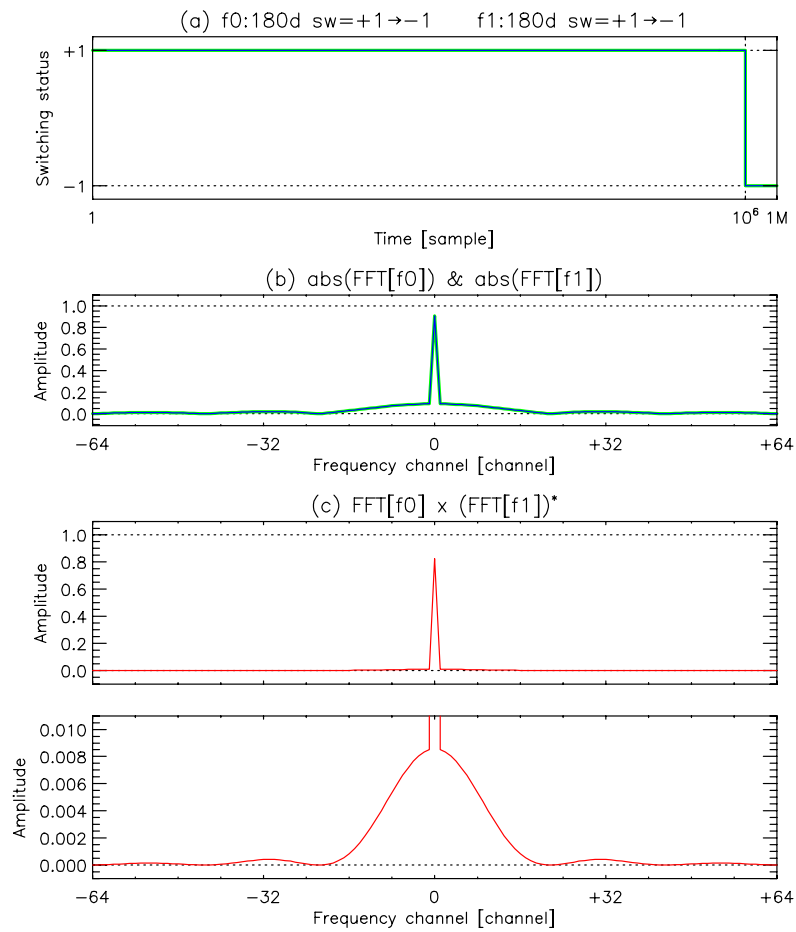 (a) f0:180d sw=+1→−1 f1:180d sw=+1→−1
+1
Switching status
−1
1 10⁶ 1M
Time [sample]
(b) abs(FFT[f0]) & abs(FFT[f1])
1.0
0.8
0.6
0.4
0.2
0.0
Amplitude
−64 −32 0 +32 +64
Frequency channel [channel]
(c) FFT[f0] x (FFT[f1])*
1.0
0.8
0.6
0.4
0.2
0.0
Amplitude
0.010
0.008
0.006
0.004
0.002
0.000
Amplitude
−64 −32 0 +32 +64
Frequency channel [channel]